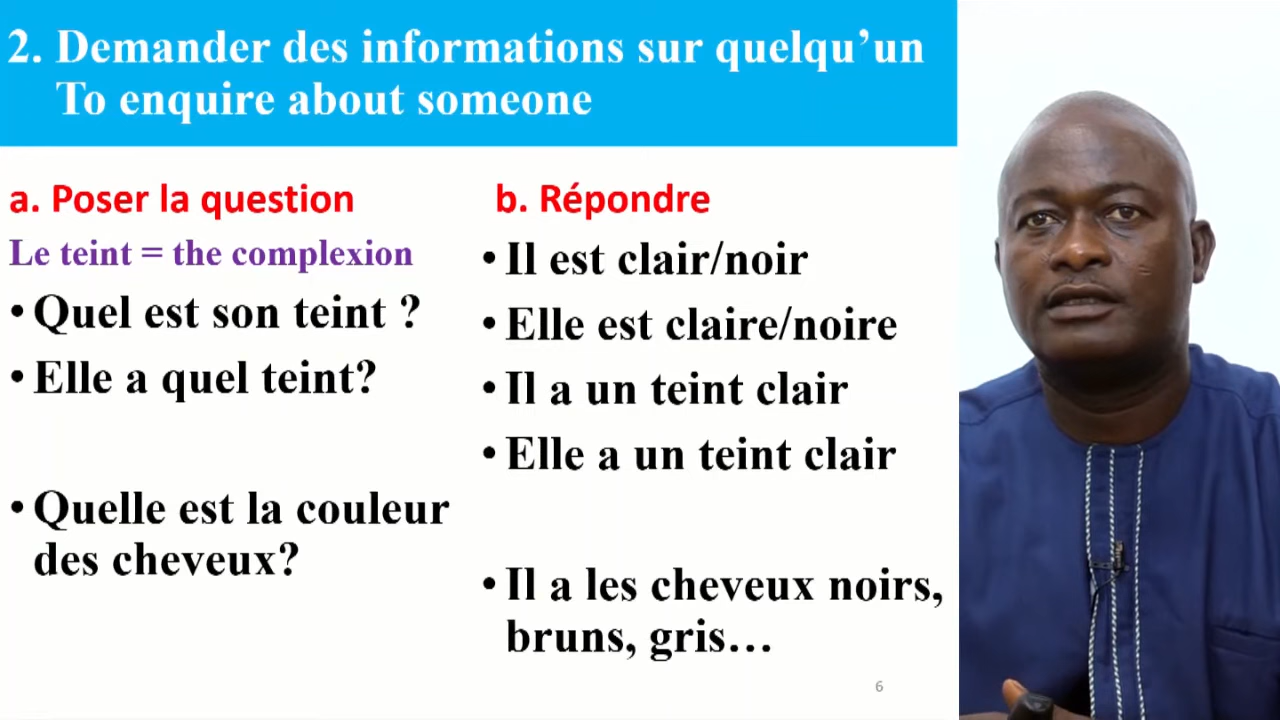 2. Demander des informations sur quelqu’un
To enquire about someone
a. Poser la question
Le teint = the complexion
• Quel est son teint ?
• Elle a quel teint?
• Quelle est la couleur
des cheveux?
b. Répondre
• Il est clair/noir
• Elle est claire/noire
• Il a un teint clair
• Elle a un teint clair
• Il a les cheveux noirs,
bruns, gris…
6